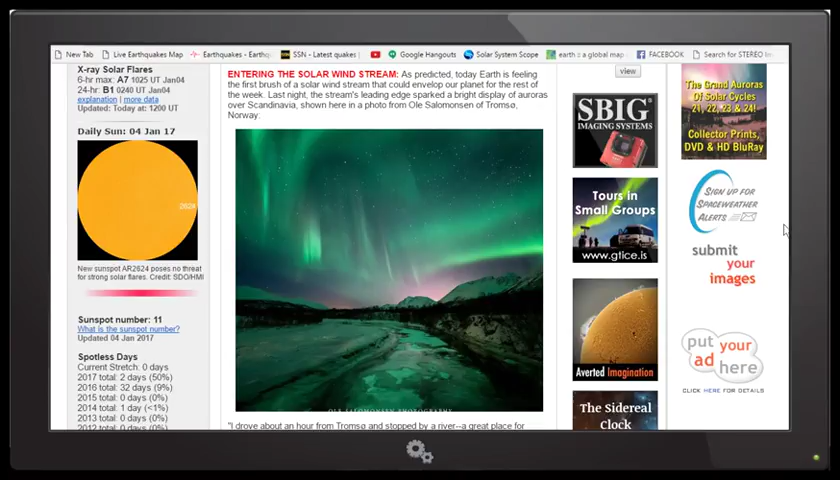 New Tab
Live Earthquakes Map
Earthquakes - Earthq
SSN - Latest quakes |
Google Hangouts
Solar System Scope
earth :: a global map
FACEBOOK
Search for STEREO Im
X-ray Solar Flares
6-hr max: A7 1025 UT Jan04
24-hr: B1 0240 UT Jan04
explanation | more data
Updated: Today at: 1200 UT
Daily Sun: 04 Jan 17
2624
New sunspot AR2624 poses no threat
for strong solar flares. Credit: SDO/HMI
Sunspot number: 11
What is the sunspot number?
Updated 04 Jan 2017
Spotless Days
Current Stretch: 0 days
2017 total: 2 days (50%)
2016 total: 32 days (9%)
2015 total: 0 days (0%)
2014 total: 1 day (<1%)
2013 total: 0 days (0%)
2012 total: 0 days (0%)
ENTERING THE SOLAR WIND STREAM: As predicted, today Earth is feeling
the first brush of a solar wind stream that could envelop our planet for the rest of
the week. Last night, the stream's leading edge sparked a bright display of auroras
over Scandinavia, shown here in a photo from Ole Salomonsen of Tromsø,
Norway.
OLE SALOMONSEN PHOTOGRAPHY
"I drove about an hour from Tromsø and stopped by a river--a great place for
view
SBIG
IMAGING SYSTEMS
Tours in
Small Groups
www.gtice.is
Averted Imagination
The Sidereal
Clock
The Grand Auroras
Of Solar Cycles
21, 22, 23 & 24!
Collector Prints,
DVD & HD BluRay
SIGN UP FOR
SPACEWEATHER
ALERTS
submit
your
images
put your
ad here
CLICK HERE FOR DETAILS